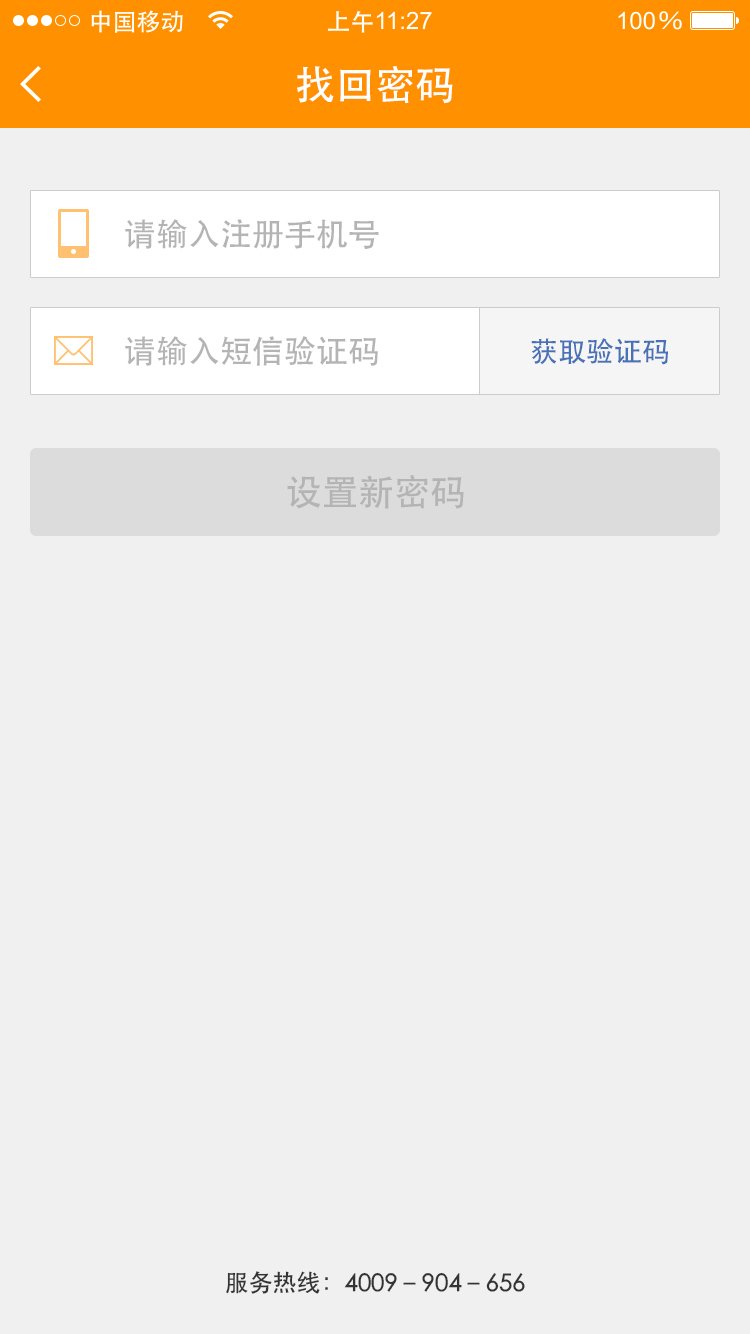 中国移动 上午11:27 100%
找回密码
请输入注册手机号
请输入短信验证码 获取验证码
设置新密码
服务热线：4009－904－656